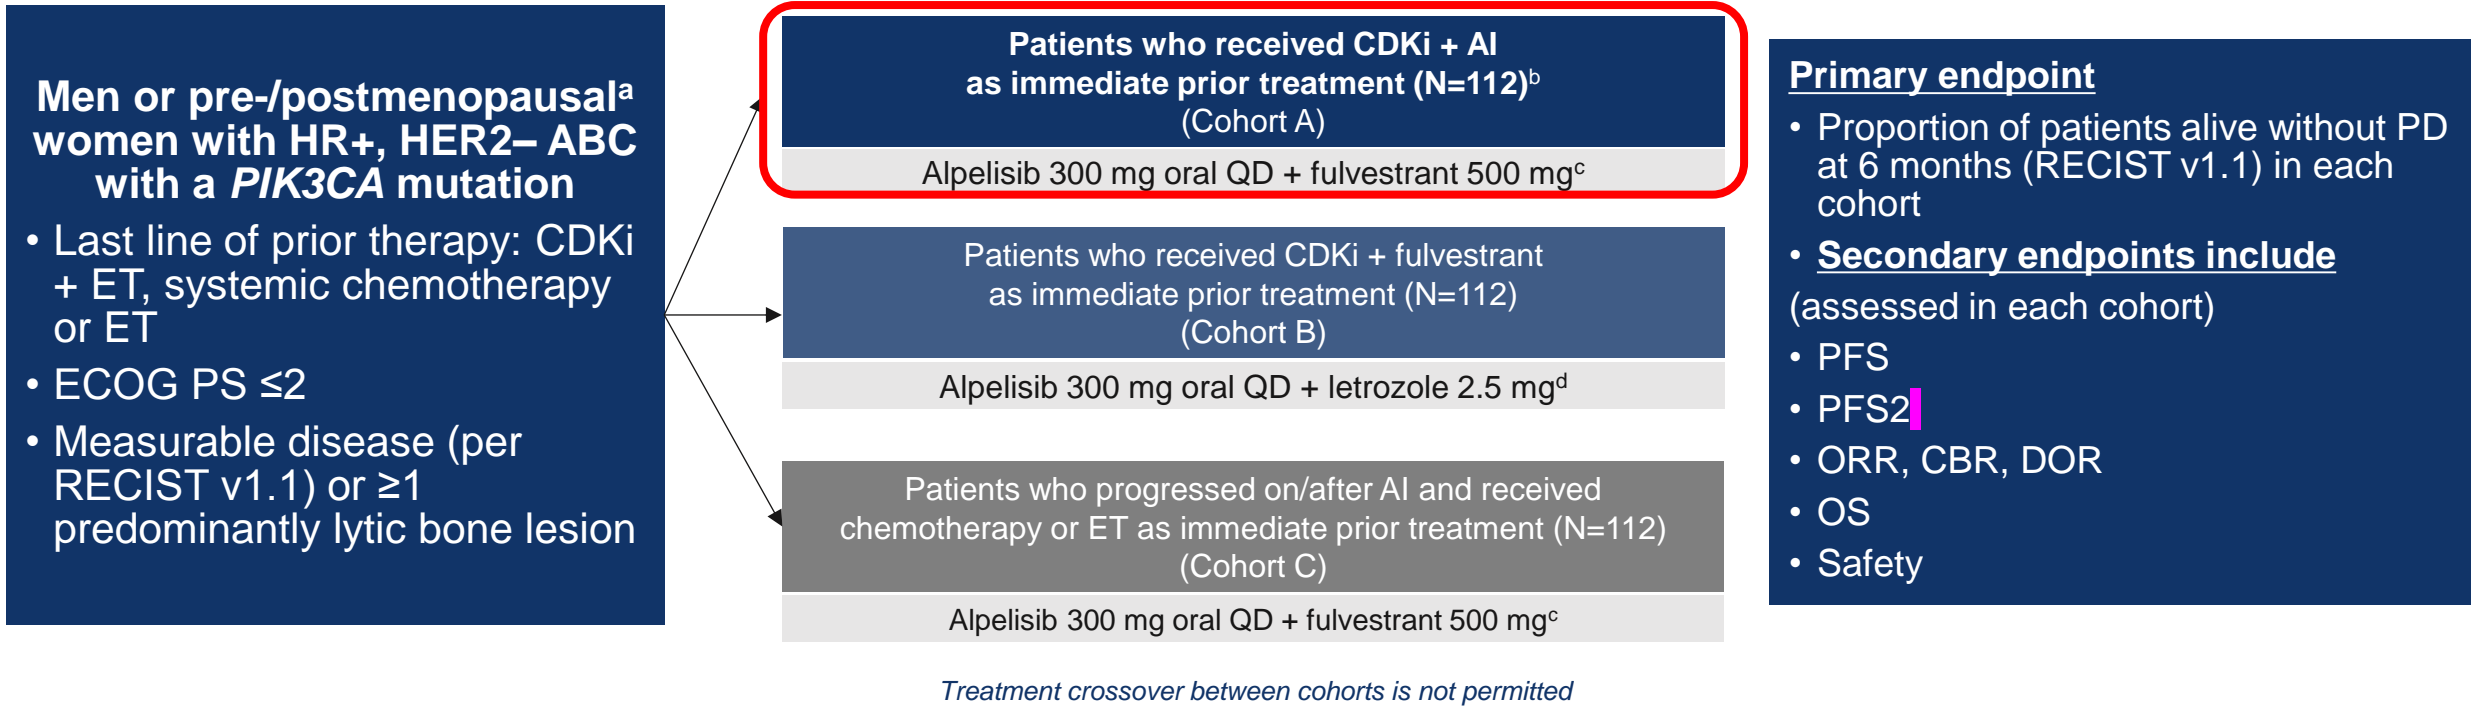 Men or pre-/postmenopausalᵃ
women with HR+, HER2– ABC
with a PIK3CA mutation
• Last line of prior therapy: CDKi
+ ET, systemic chemotherapy
or ET
• ECOG PS ≤2
• Measurable disease (per
RECIST v1.1) or ≥1
predominantly lytic bone lesion
Patients who received CDKi + AI
as immediate prior treatment (N=112)ᵇ
(Cohort A)
Alpelisib 300 mg oral QD + fulvestrant 500 mgᶜ
Patients who received CDKi + fulvestrant
as immediate prior treatment (N=112)
(Cohort B)
Alpelisib 300 mg oral QD + letrozole 2.5 mgᵈ
Patients who progressed on/after AI and received
chemotherapy or ET as immediate prior treatment (N=112)
(Cohort C)
Alpelisib 300 mg oral QD + fulvestrant 500 mgᶜ
Treatment crossover between cohorts is not permitted
Primary endpoint
• Proportion of patients alive without PD
at 6 months (RECIST v1.1) in each
cohort
• Secondary endpoints include
(assessed in each cohort)
• PFS
• PFS2
• ORR, CBR, DOR
• OS
• Safety